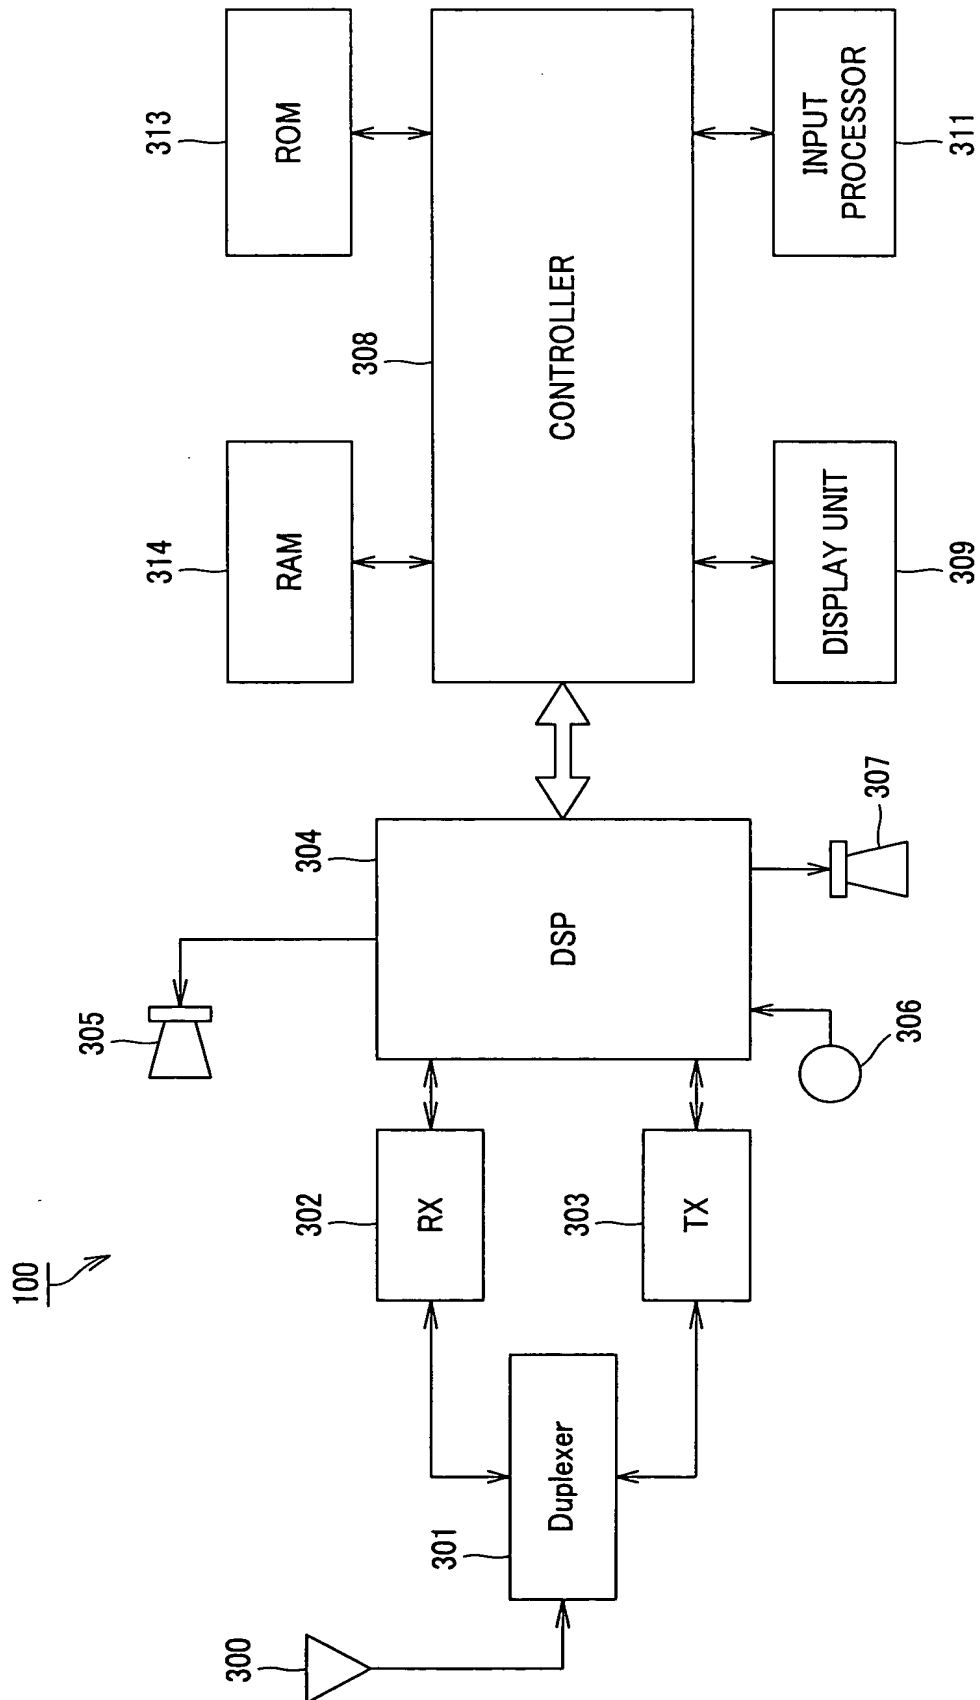 100
300
301
Duplexer
302
RX
303
TX
304
DSP
305
306
307
308
CONTROLLER
314
RAM
313
ROM
309
DISPLAY UNIT
311
INPUT
PROCESSOR